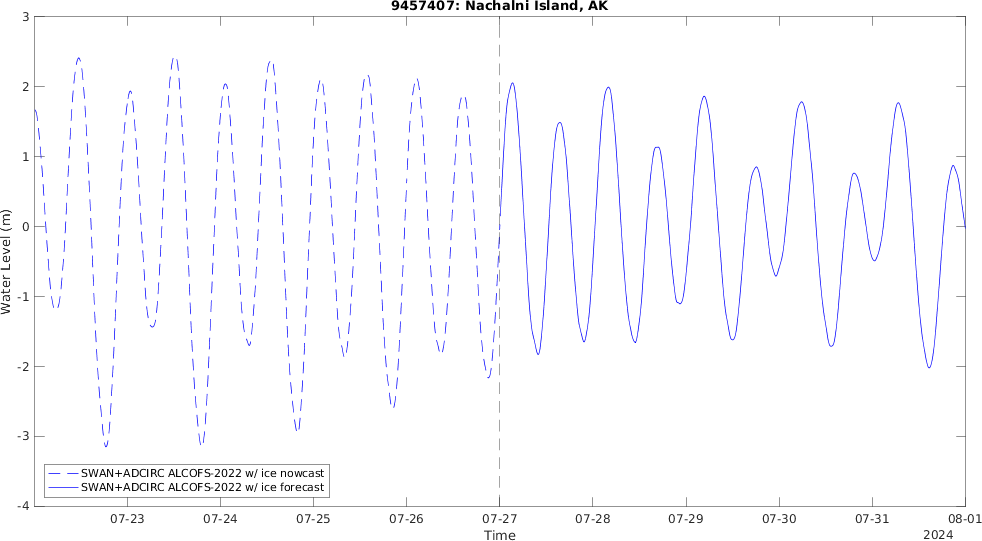 9457407: Nachalni Island, AK
3
2
1
0
-1
-2
-3
-4
Water Level (m)
SWAN+ADCIRC ALCOFS-2022 w/ ice nowcast
SWAN+ADCIRC ALCOFS-2022 w/ ice forecast
07-23 07-24 07-25 07-26 07-27 07-28 07-29 07-30 07-31 08-01
Time
2024